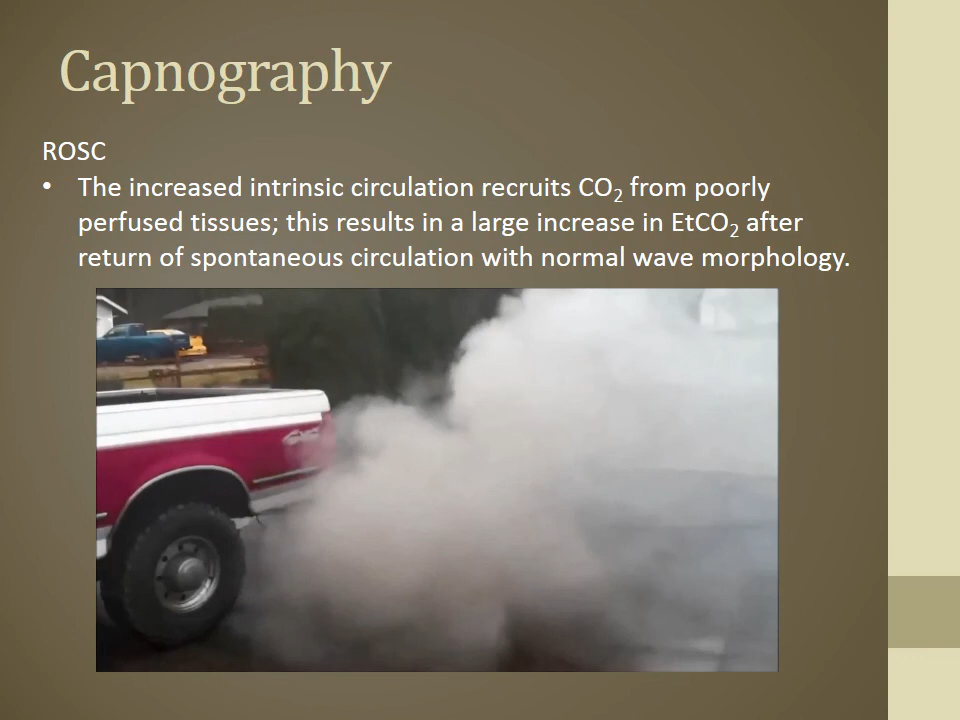 Capnography
ROSC
• The increased intrinsic circulation recruits CO₂ from poorly
perfused tissues; this results in a large increase in EtCO₂ after
return of spontaneous circulation with normal wave morphology.